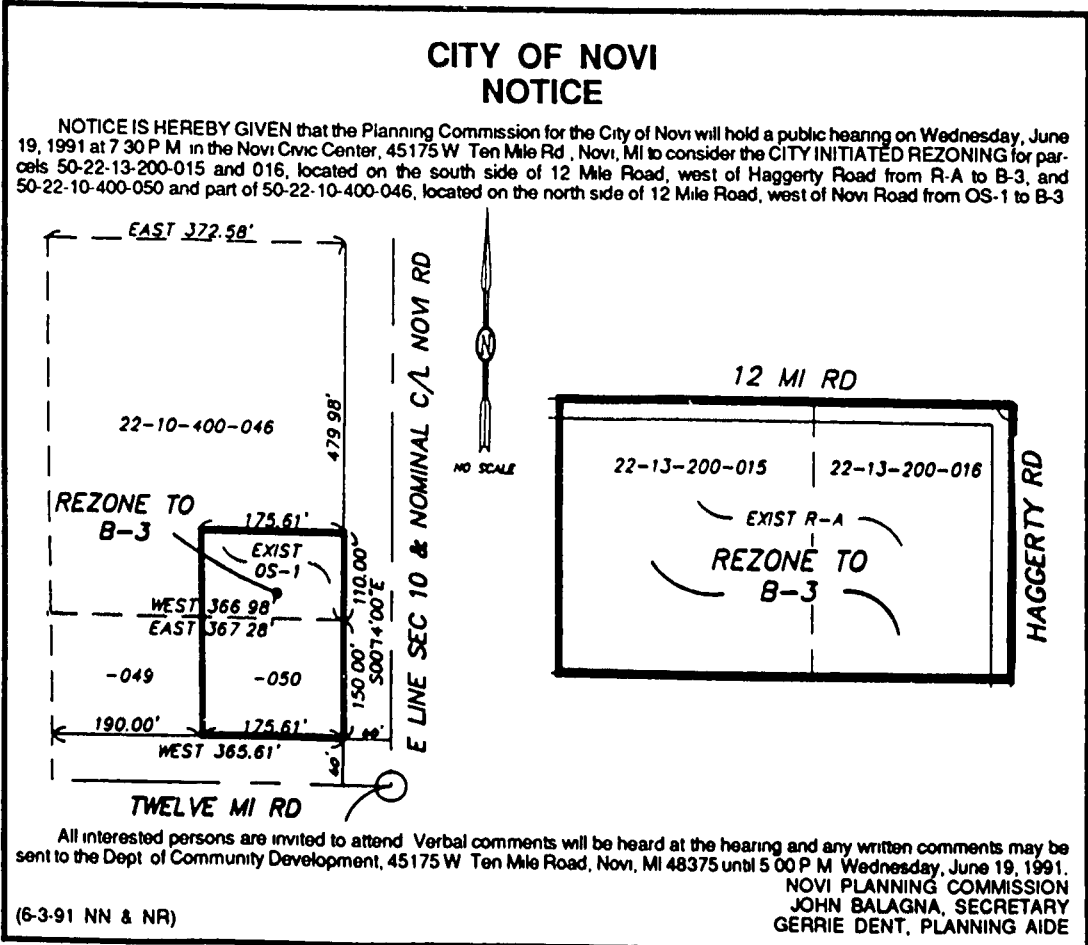 CITY OF NOVI
NOTICE
NOTICE IS HEREBY GIVEN that the Planning Commission for the City of Novi will hold a public hearing on Wednesday, June
19, 1991 at 7 30 P M in the Novi Civic Center, 45175 W Ten Mile Rd , Novi, MI to consider the CITY INITIATED REZONING for par-
cels 50-22-13-200-015 and 016, located on the south side of 12 Mile Road, west of Haggerty Road from R-A to B-3, and
50-22-10-400-050 and part of 50-22-10-400-046, located on the north side of 12 Mile Road, west of Novi Road from OS-1 to B-3
EAST 372.58'
22-10-400-046
479 98'
REZONE TO
B-3
175.61'
EXIST
OS-1
110.00'
WEST 366 98'
EAST 367 28'
S00°14'00"E
-049
-050
150 00'
190.00'
175.61'
60'
WEST 365.61'
60'
TWELVE MI RD
E LINE SEC 10 & NOMINAL C/L NOVI RD
N
NO SCALE
12 MI RD
22-13-200-015
22-13-200-016
EXIST R-A
REZONE TO
B-3
HAGGERTY RD
All interested persons are invited to attend Verbal comments will be heard at the hearing and any written comments may be
sent to the Dept of Community Development, 45175 W Ten Mile Road, Novi, MI 48375 until 5 00 P M Wednesday, June 19, 1991.
NOVI PLANNING COMMISSION
JOHN BALAGNA, SECRETARY
GERRIE DENT, PLANNING AIDE
(6-3-91 NN & NR)